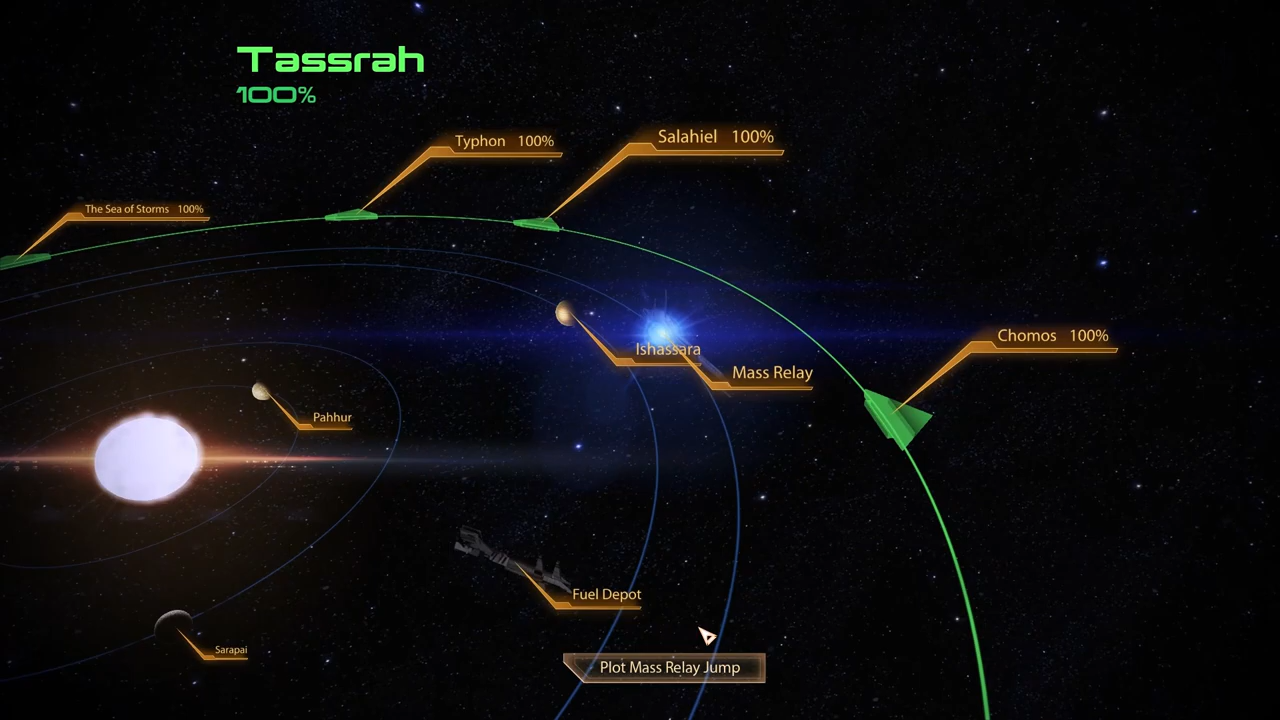 Tassrah
100%
Typhon 100%
Salahiel 100%
The Sea of Storms 100%
Chomos 100%
Ishassara
Mass Relay
Pahhur
Fuel Depot
Sarapai
Plot Mass Relay Jump